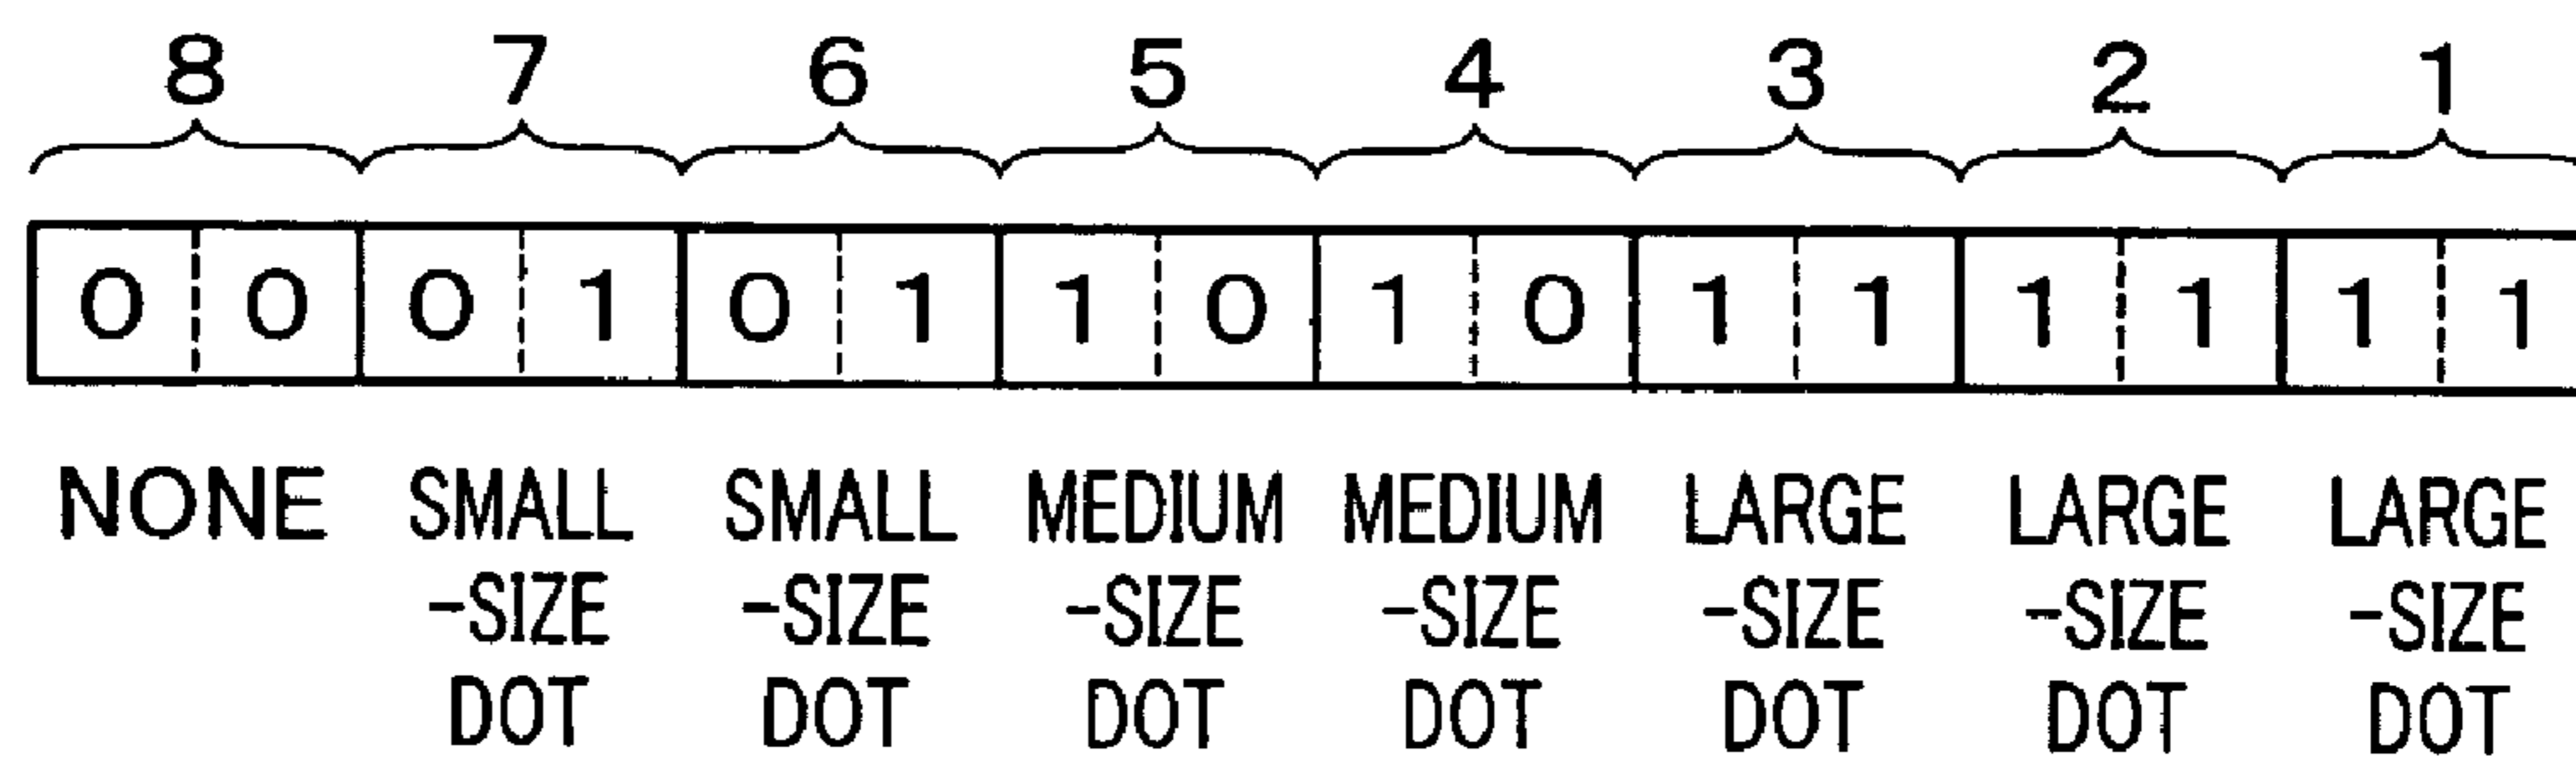 8 7 6 5 4 3 2 1
0 0 0 1 0 1 1 0 1 0 1 1 1 1 1 1
NONE SMALL SMALL MEDIUM MEDIUM LARGE LARGE LARGE
-SIZE -SIZE -SIZE -SIZE -SIZE -SIZE -SIZE
DOT DOT DOT DOT DOT DOT DOT